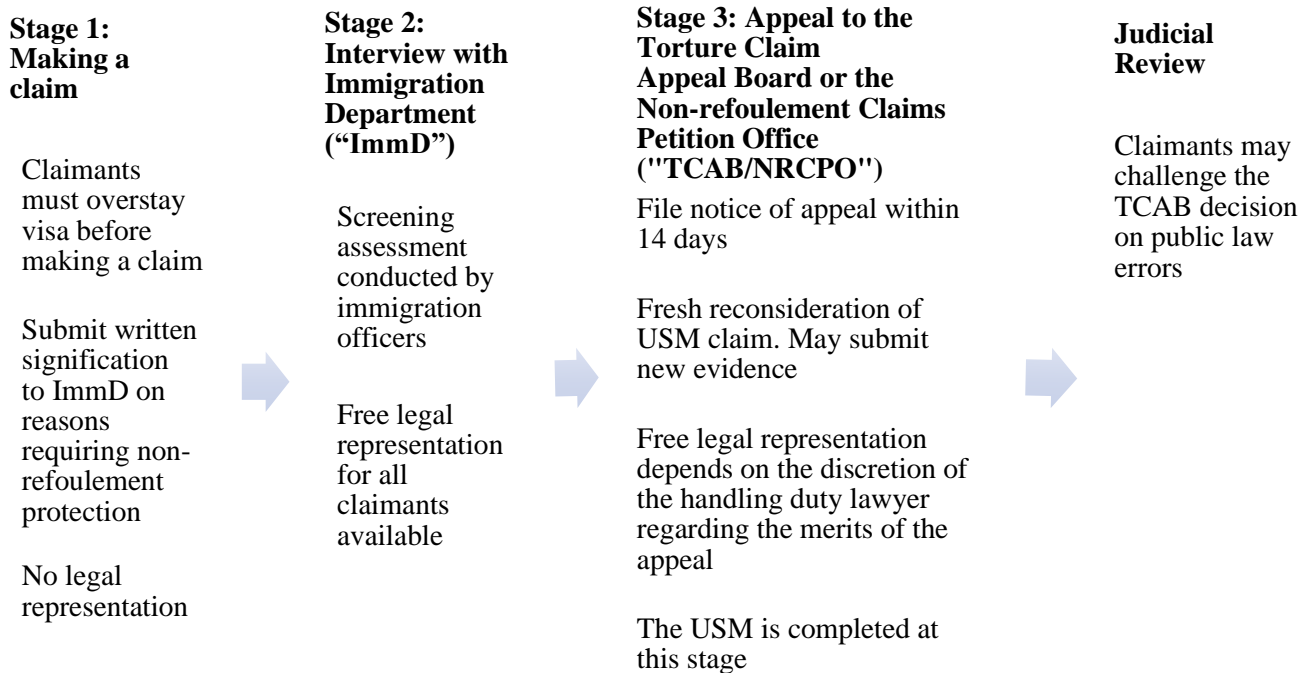 Stage 1:
Making a
claim
Claimants
must overstay
visa before
making a claim
Submit written
signification
to ImmD on
reasons
requiring non-
refoulement
protection
No legal
representation
Stage 2:
Interview with
Immigration
Department
(“ImmD”)
Screening
assessment
conducted by
immigration
officers
Free legal
representation
for all
claimants
available
Stage 3: Appeal to the
Torture Claim
Appeal Board or the
Non-refoulement Claims
Petition Office
("TCAB/NRCPO")
File notice of appeal within
14 days
Fresh reconsideration of
USM claim. May submit
new evidence
Free legal representation
depends on the discretion of
the handling duty lawyer
regarding the merits of the
appeal
The USM is completed at
this stage
Judicial
Review
Claimants may
challenge the
TCAB decision
on public law
errors